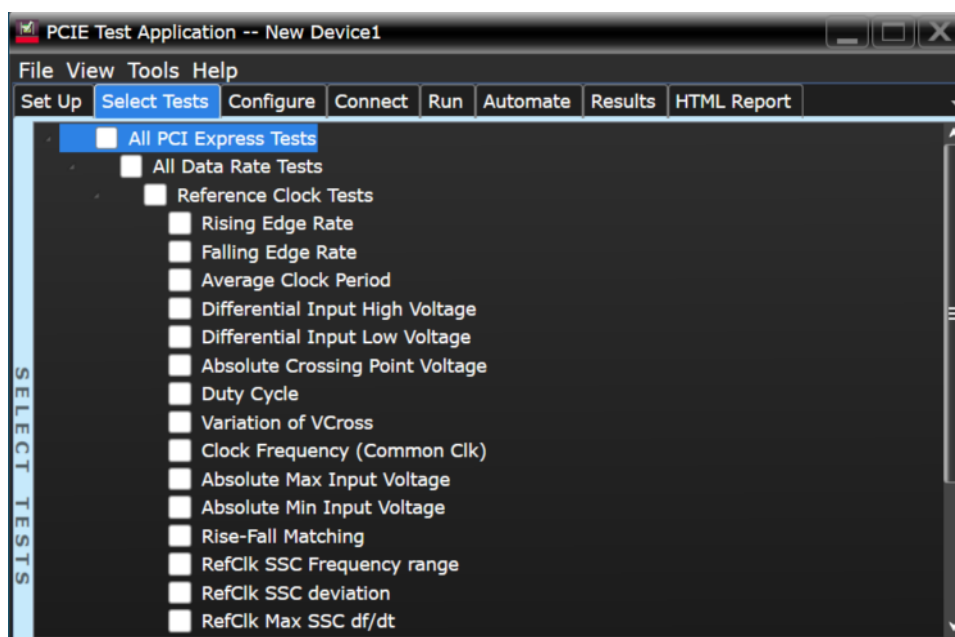 PCIE Test Application -- New Device1
File View Tools Help
Set Up Select Tests Configure Connect Run Automate Results HTML Report
All PCI Express Tests
All Data Rate Tests
Reference Clock Tests
Rising Edge Rate
Falling Edge Rate
Average Clock Period
Differential Input High Voltage
Differential Input Low Voltage
Absolute Crossing Point Voltage
Duty Cycle
Variation of VCross
Clock Frequency (Common Clk)
Absolute Max Input Voltage
Absolute Min Input Voltage
Rise-Fall Matching
RefClk SSC Frequency range
RefClk SSC deviation
RefClk Max SSC df/dt
SELECT TESTS